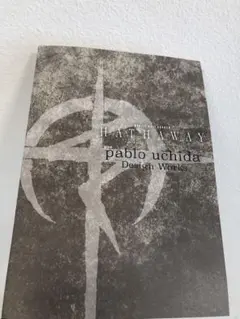 HATHAWAY
pablo uchida
Design Works